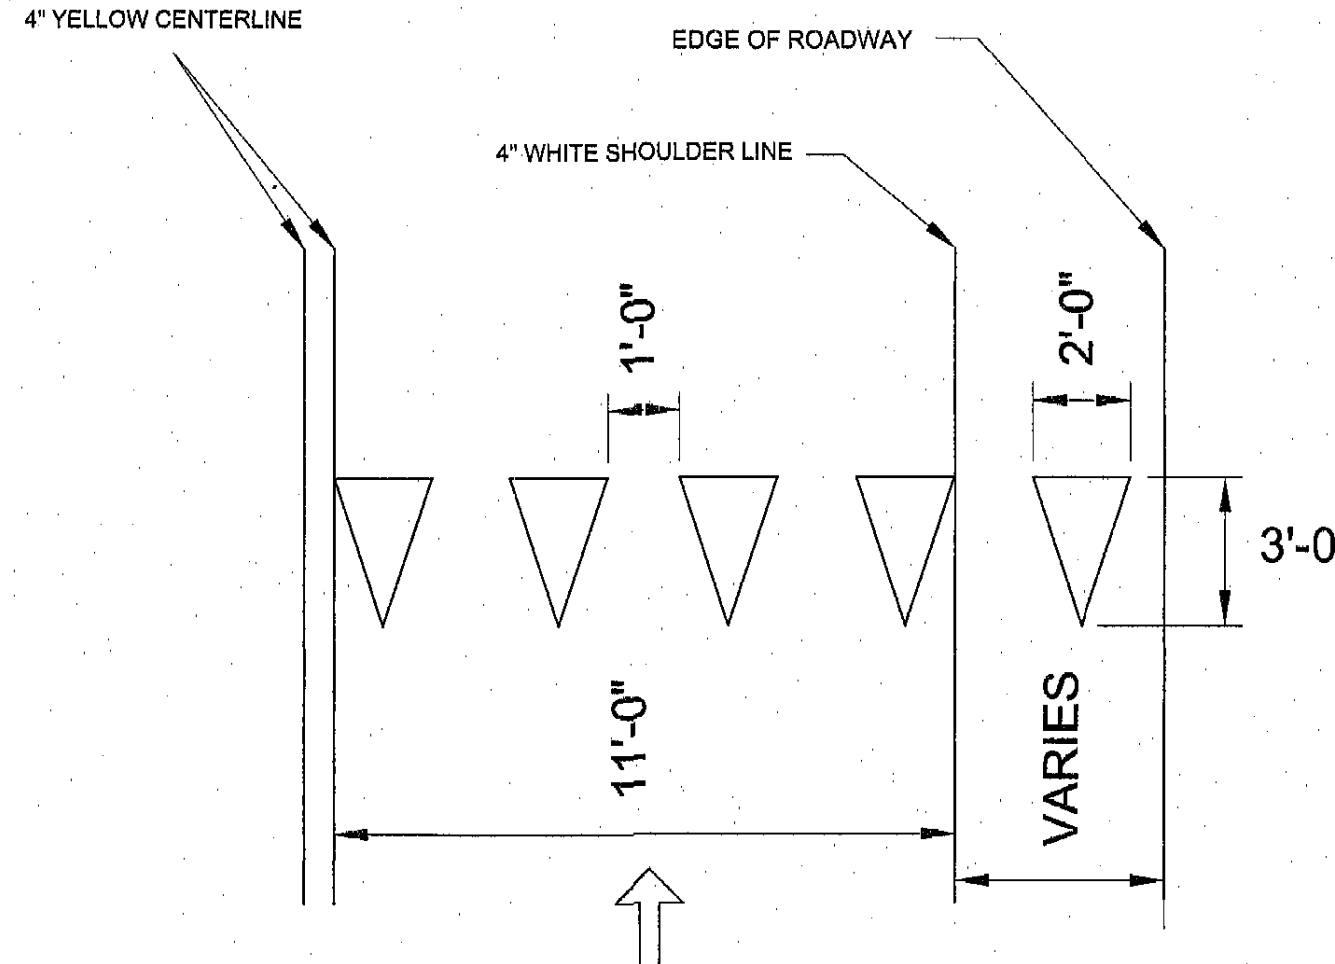 4" YELLOW CENTERLINE
EDGE OF ROADWAY
4" WHITE SHOULDER LINE
1'-0"
2'-0"
3'-0
11'-0"
VARIES